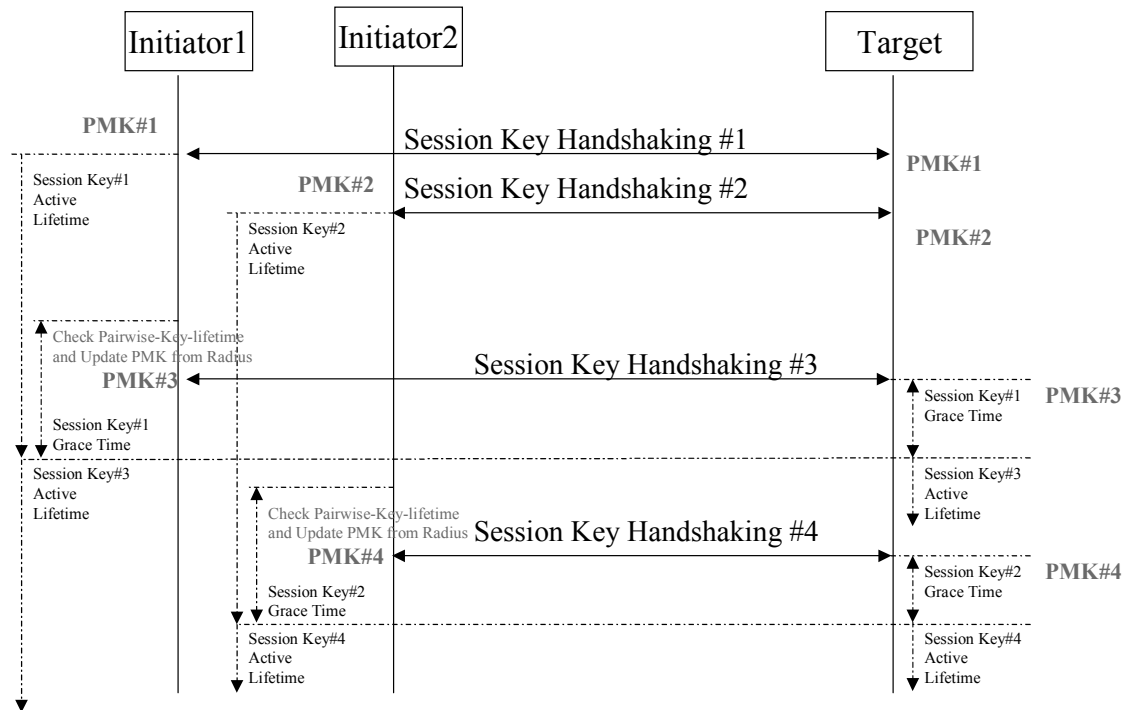 Initiator1
Initiator2
Target
PMK#1
Session Key Handshaking #1
PMK#1
Session Key#1
Active
Lifetime
PMK#2
Session Key Handshaking #2
PMK#2
Session Key#2
Active
Lifetime
Check Pairwise-Key-lifetime
and Update PMK from Radius
PMK#3
Session Key Handshaking #3
PMK#3
Session Key#1
Grace Time
Session Key#1
Grace Time
Session Key#3
Active
Lifetime
Session Key#3
Active
Lifetime
Check Pairwise-Key-lifetime
and Update PMK from Radius
PMK#4
Session Key Handshaking #4
PMK#4
Session Key#2
Grace Time
Session Key#2
Grace Time
Session Key#4
Active
Lifetime
Session Key#4
Active
Lifetime